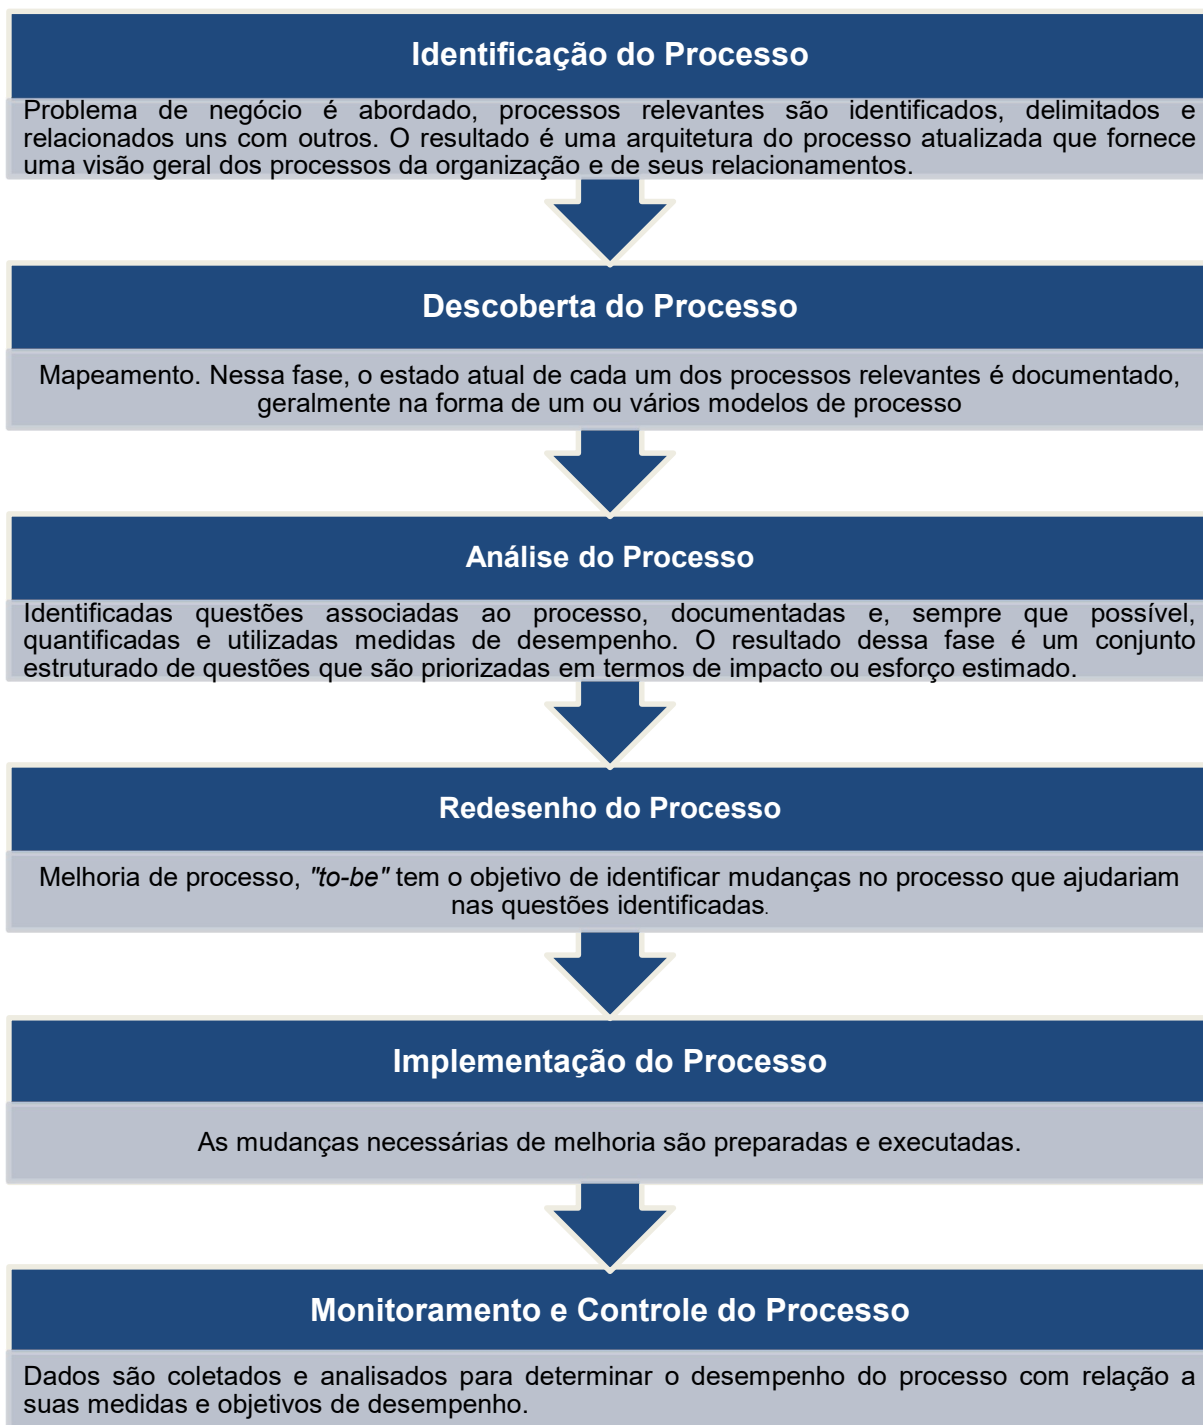 Identificação do Processo
Problema de negócio é abordado, processos relevantes são identificados, delimitados e
relacionados uns com outros. O resultado é uma arquitetura do processo atualizada que fornece
uma visão geral dos processos da organização e de seus relacionamentos.
Descoberta do Processo
Mapeamento. Nessa fase, o estado atual de cada um dos processos relevantes é documentado,
geralmente na forma de um ou vários modelos de processo
Análise do Processo
Identificadas questões associadas ao processo, documentadas e, sempre que possível,
quantificadas e utilizadas medidas de desempenho. O resultado dessa fase é um conjunto
estruturado de questões que são priorizadas em termos de impacto ou esforço estimado.
Redesenho do Processo
Melhoria de processo, "to-be" tem o objetivo de identificar mudanças no processo que ajudariam
nas questões identificadas.
Implementação do Processo
As mudanças necessárias de melhoria são preparadas e executadas.
Monitoramento e Controle do Processo
Dados são coletados e analisados para determinar o desempenho do processo com relação a
suas medidas e objetivos de desempenho.